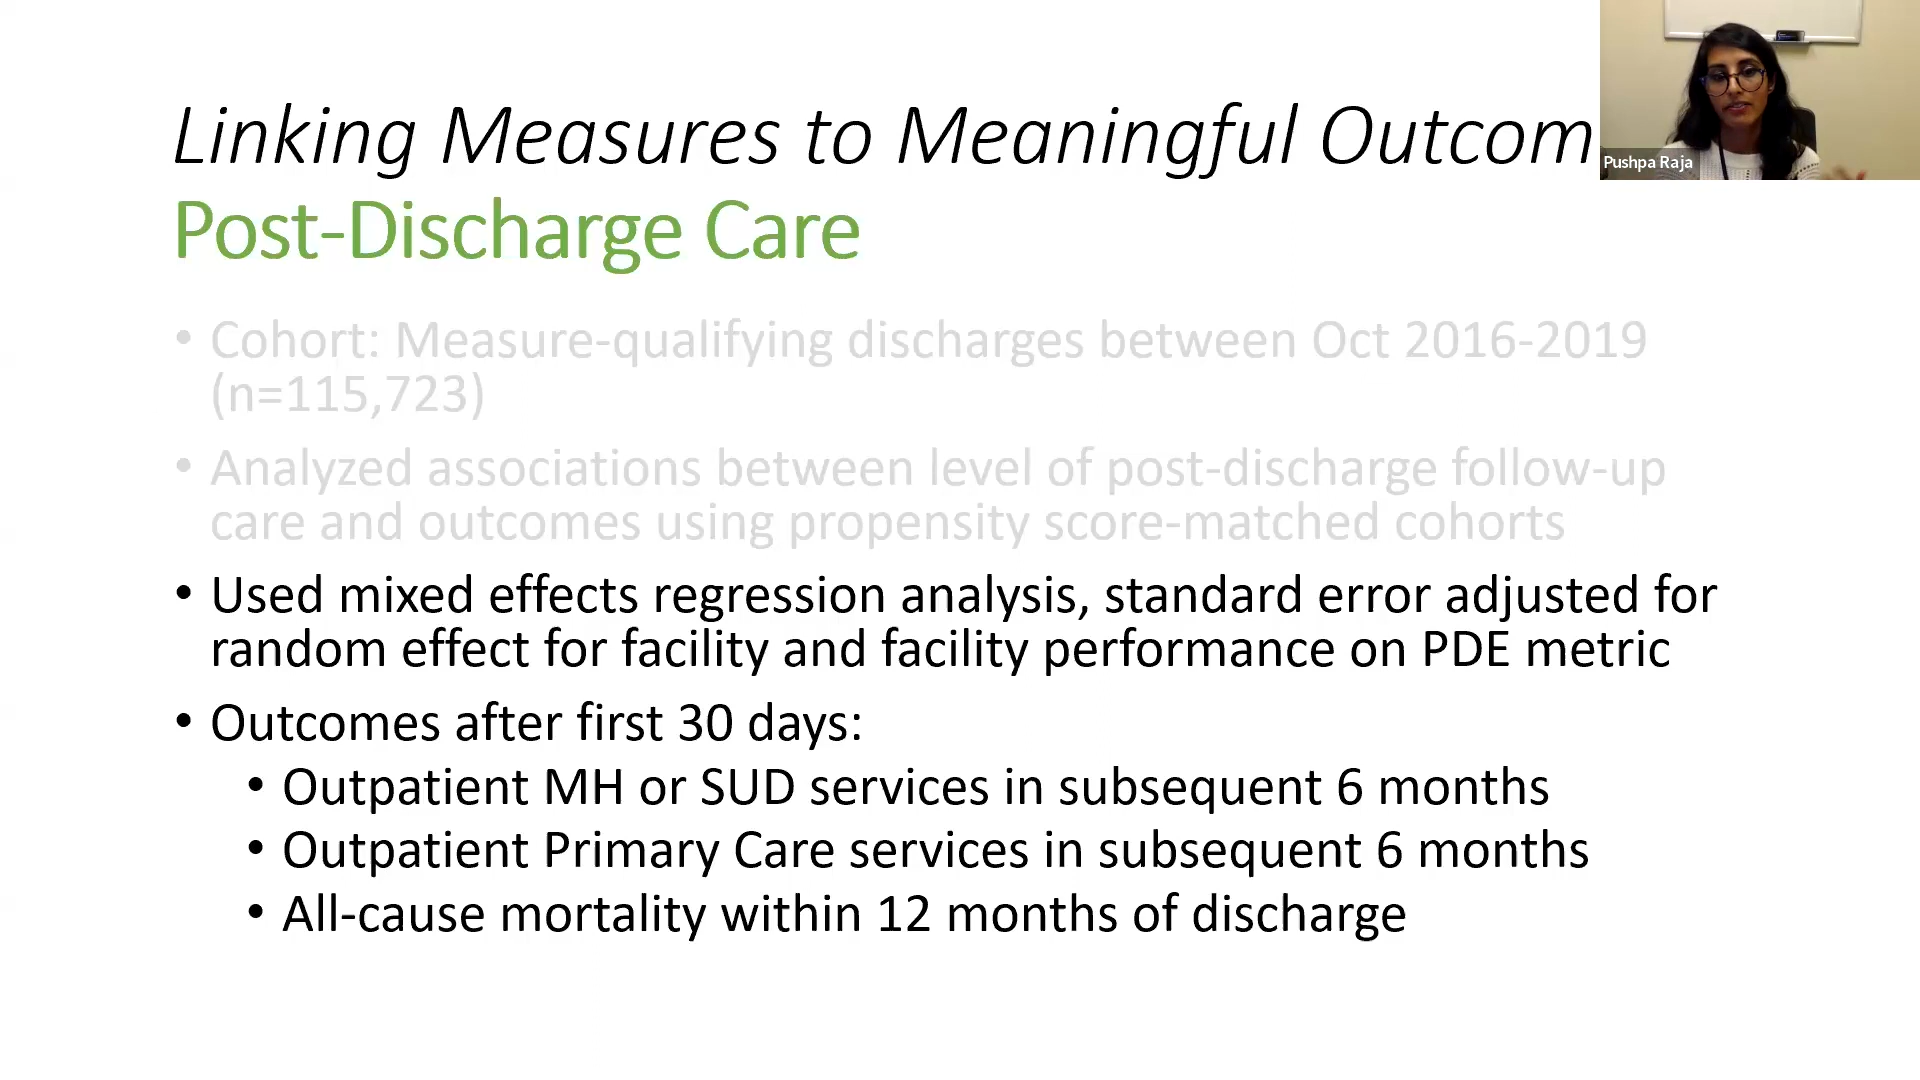 Linking Measures to Meaningful Outcom
Pushpa Raja
Post-Discharge Care
• Cohort: Measure-qualifying discharges between Oct 2016-2019
(n=115,723)
• Analyzed associations between level of post-discharge follow-up
care and outcomes using propensity score-matched cohorts
• Used mixed effects regression analysis, standard error adjusted for
random effect for facility and facility performance on PDE metric
• Outcomes after first 30 days:
• Outpatient MH or SUD services in subsequent 6 months
• Outpatient Primary Care services in subsequent 6 months
• All-cause mortality within 12 months of discharge